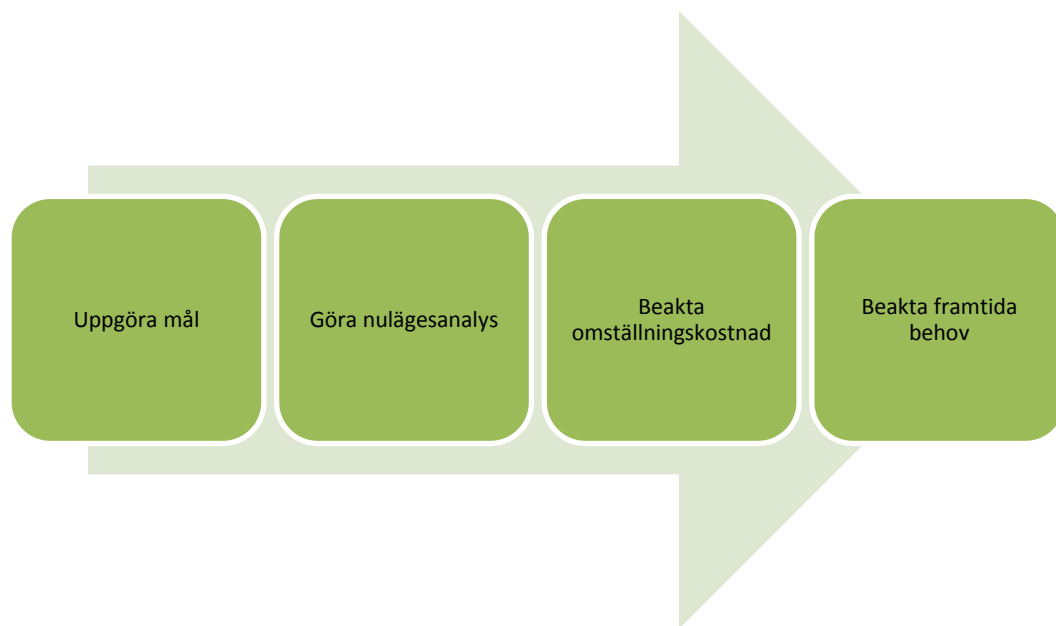 Uppgöra mål
Göra nulägesanalys
Beakta
omställningskostnad
Beakta framtida
behov